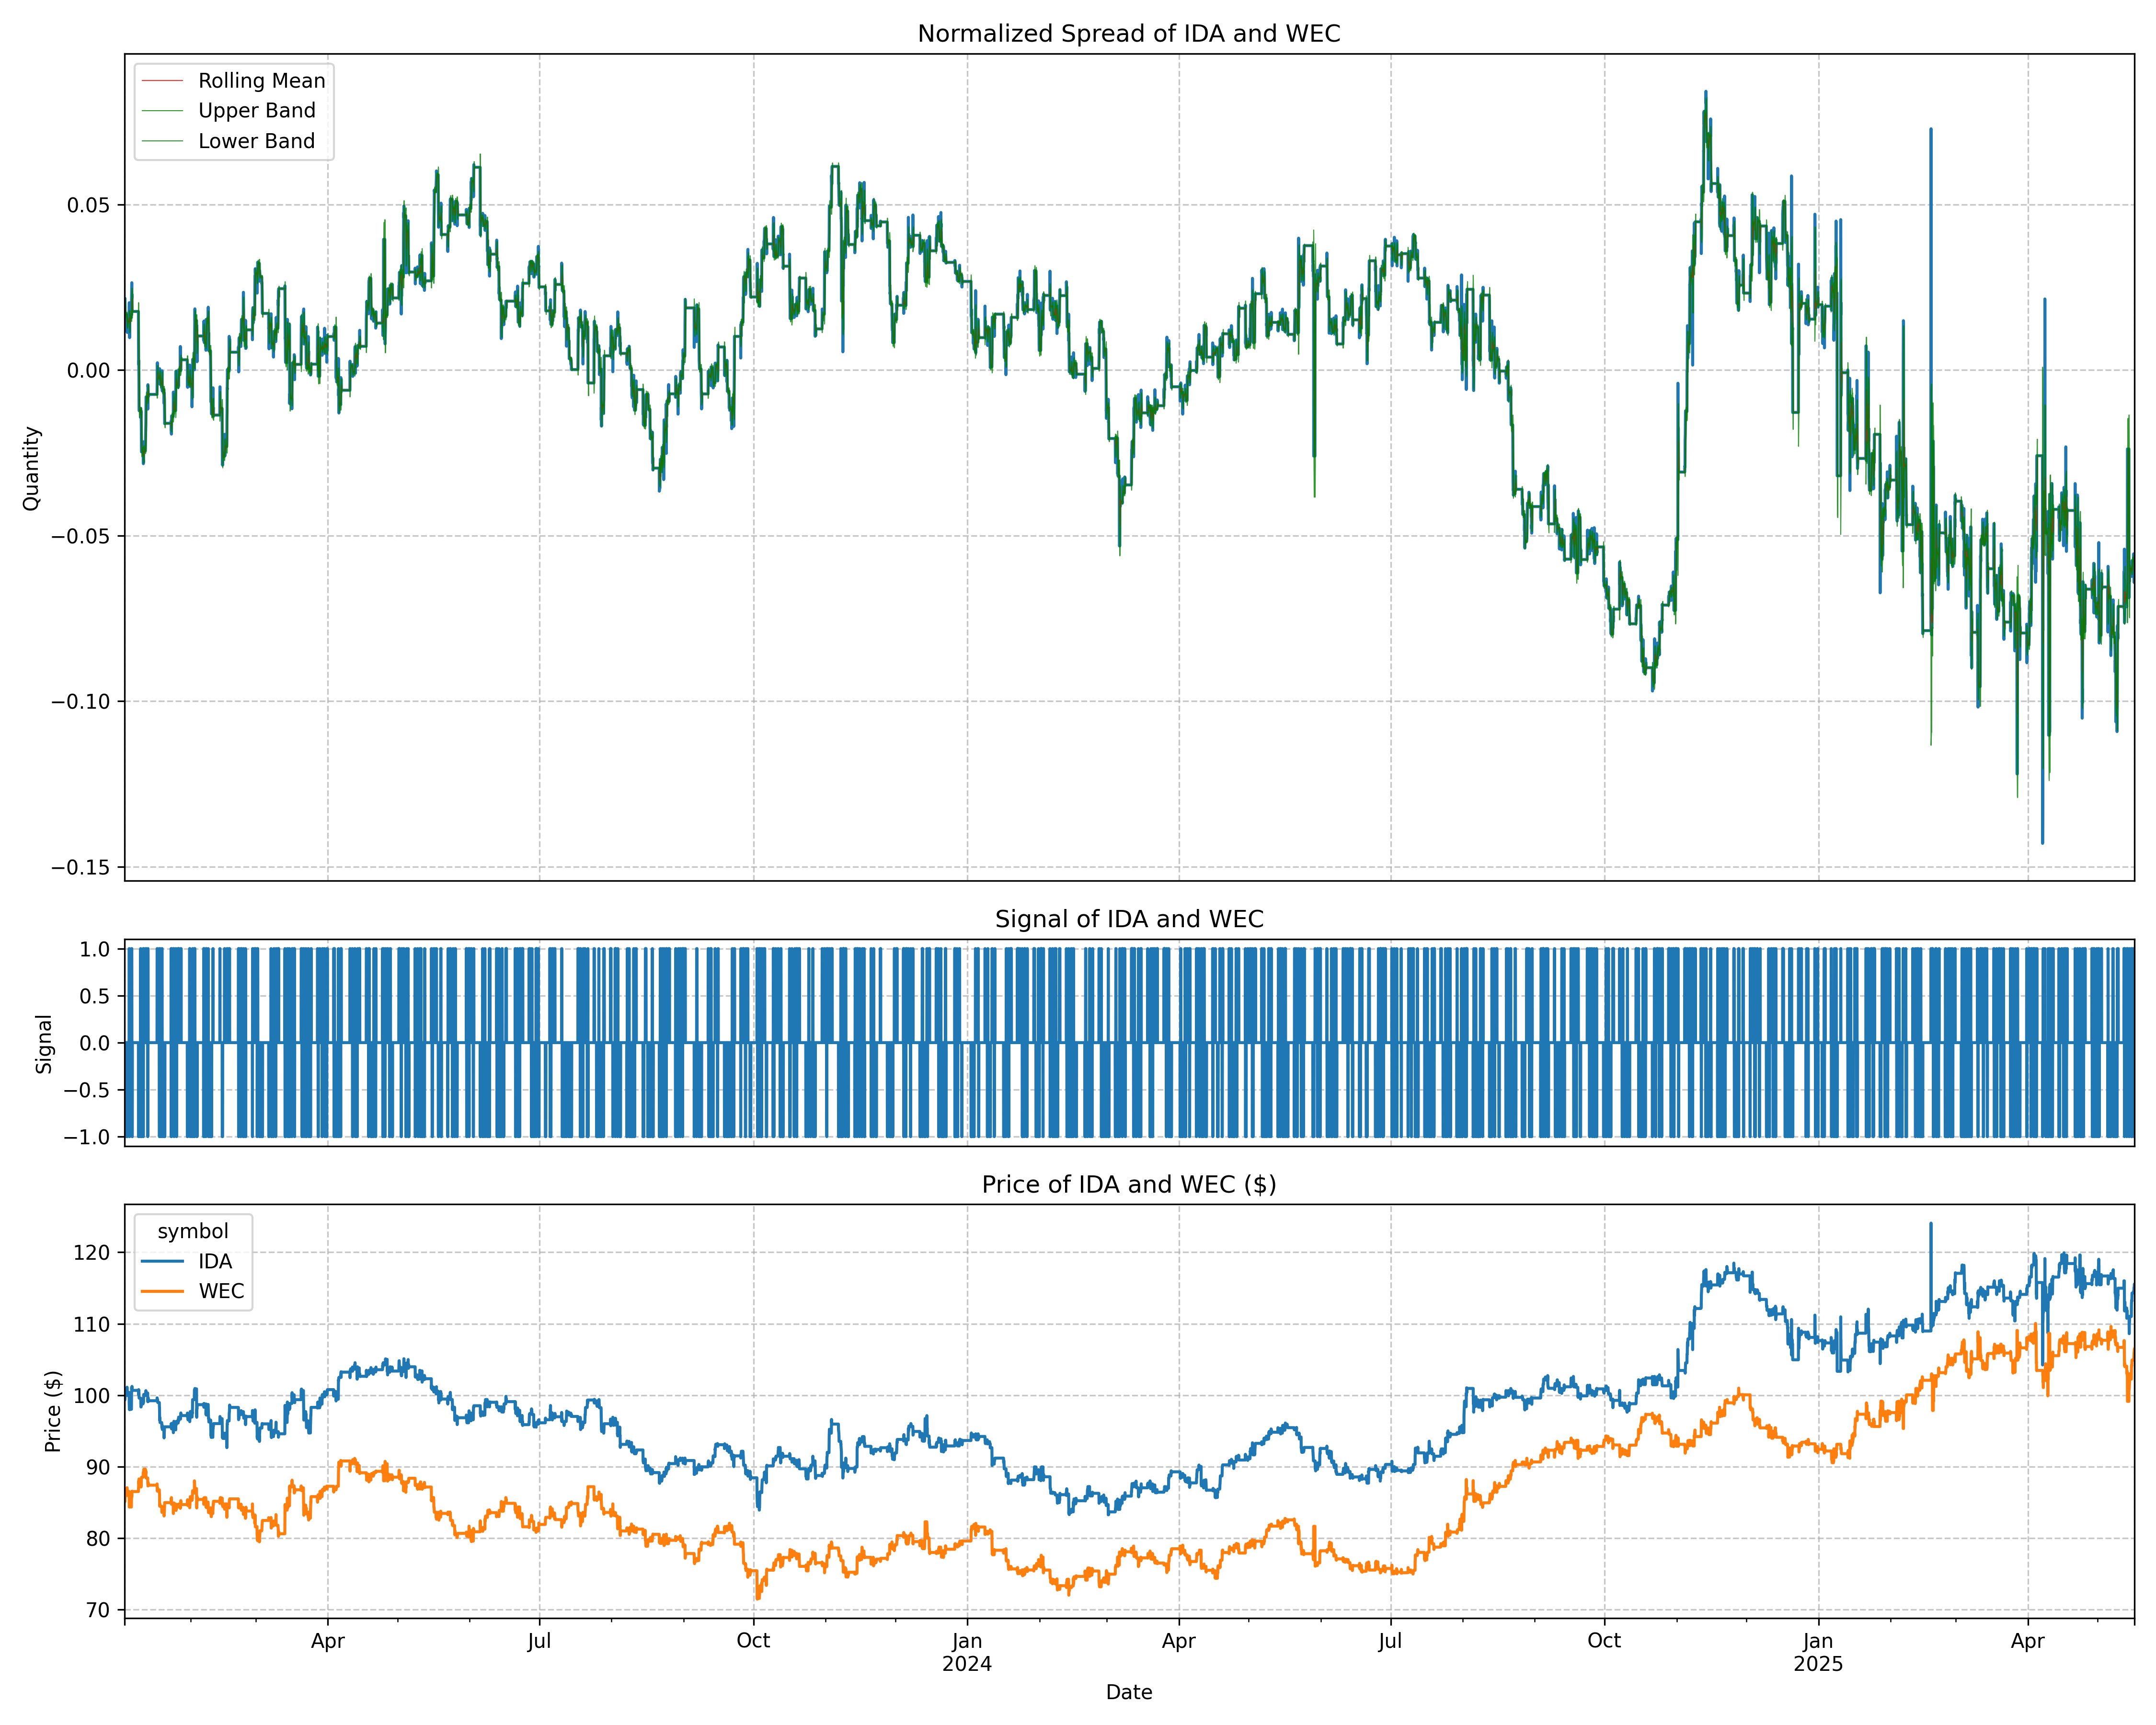 Normalized Spread of IDA and WEC
Rolling Mean
Upper Band
Lower Band
Quantity
0.05
0.00
−0.05
−0.10
−0.15
Signal of IDA and WEC
Signal
1.0
0.5
0.0
−0.5
−1.0
Price of IDA and WEC ($)
symbol
IDA
WEC
Price ($)
120
110
100
90
80
70
Apr Jul Oct Jan Apr Jul Oct Jan Apr
2024 2025
Date